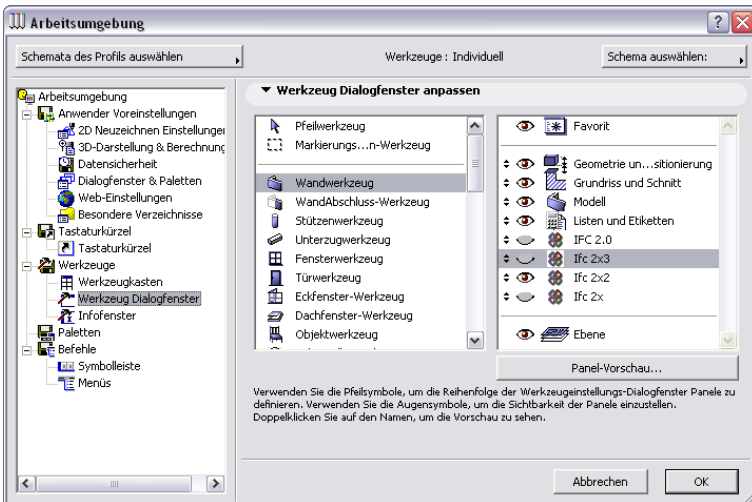 Arbeitsumgebung
Schemata des Profils auswählen
Werkzeuge : Individuell
Schema auswählen:
Arbeitsumgebung
Anwender Voreinstellungen
2D Neuzeichnen Einstellungen
3D-Darstellung & Berechnung
Datensicherheit
Dialogfenster & Paletten
Web-Einstellungen
Besondere Verzeichnisse
Tastaturkürzel
Tastaturkürzel
Werkzeuge
Werkzeugkasten
Werkzeug Dialogfenster
Infofenster
Paletten
Befehle
Symbolleiste
Menüs
Werkzeug Dialogfenster anpassen
Pfeilwerkzeug
Markierungs...n-Werkzeug
Wandwerkzeug
WandAbschluss-Werkzeug
Stützenwerkzeug
Unterzugwerkzeug
Fensterwerkzeug
Türwerkzeug
Eckfenster-Werkzeug
Dachfenster-Werkzeug
Objektwerkzeug
Favorit
Geometrie un...sitionierung
Grundriss und Schnitt
Modell
Listen und Etiketten
IFC 2.0
Ifc 2x3
Ifc 2x2
Ifc 2x
Ebene
Panel-Vorschau...
Verwenden Sie die Pfeilsymbole, um die Reihenfolge der Werkzeugeinstellungs-Dialogfenster Panele zu
definieren. Verwenden Sie die Augensymbole, um die Sichtbarkeit der Panele einzustellen.
Doppelklicken Sie auf den Namen, um die Vorschau zu sehen.
Abbrechen
OK